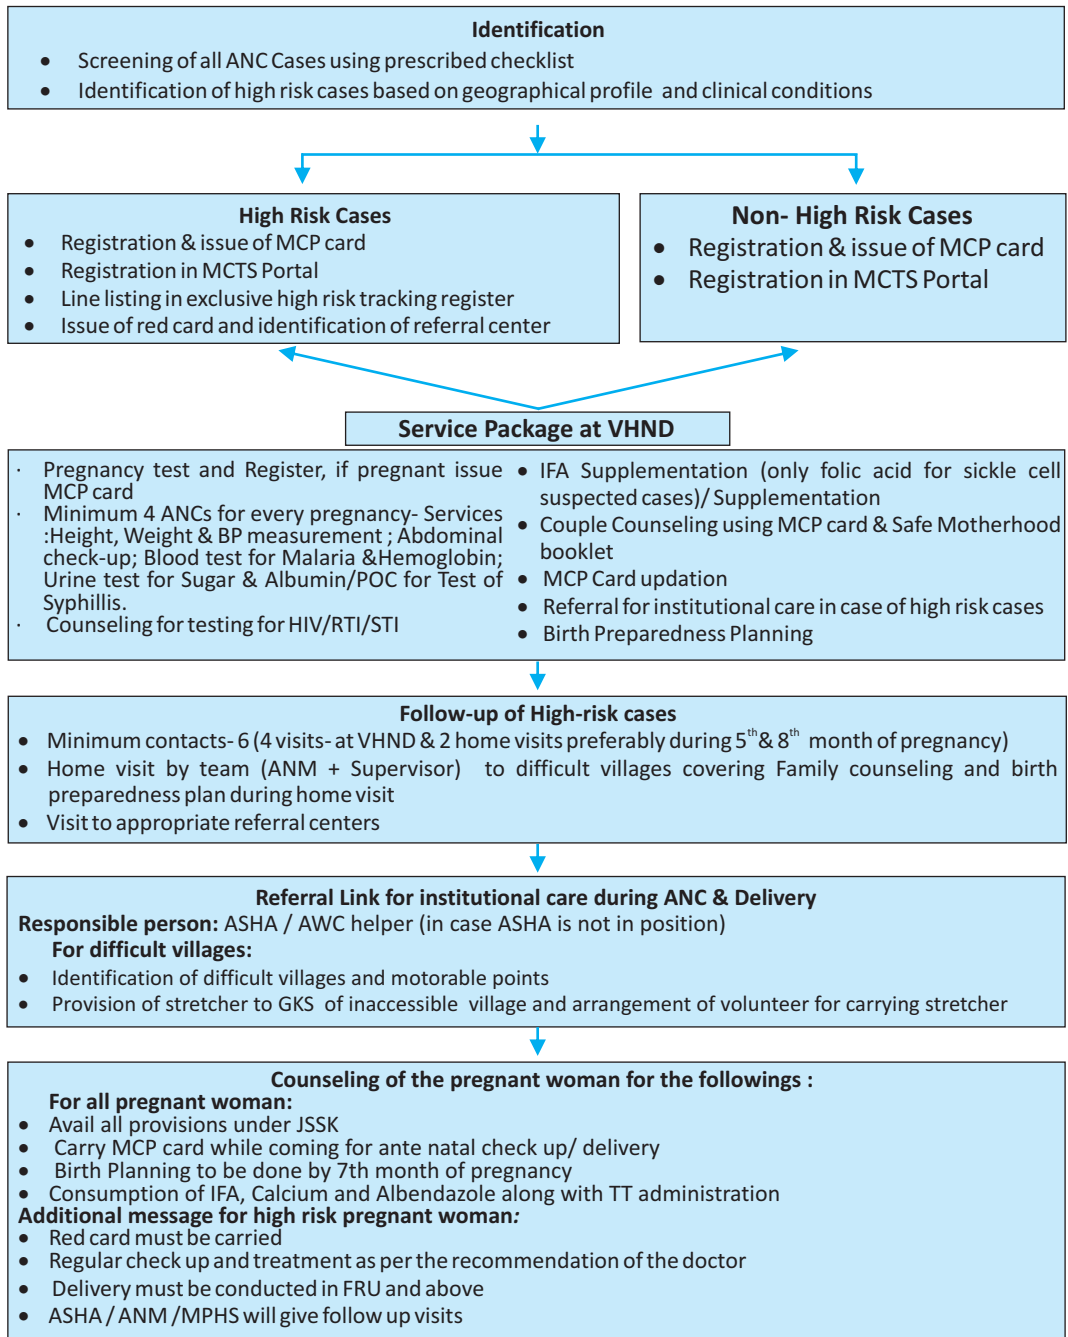 Identification
• Screening of all ANC Cases using prescribed checklist
• Identification of high risk cases based on geographical profile and clinical conditions
High Risk Cases
• Registration & issue of MCP card
• Registration in MCTS Portal
• Line listing in exclusive high risk tracking register
• Issue of red card and identification of referral center
Non- High Risk Cases
• Registration & issue of MCP card
• Registration in MCTS Portal
Service Package at VHND
· Pregnancy test and Register, if pregnant issue
MCP card
· Minimum 4 ANCs for every pregnancy- Services
:Height, Weight & BP measurement ; Abdominal
check-up; Blood test for Malaria &Hemoglobin;
Urine test for Sugar & Albumin/POC for Test of
Syphillis.
· Counseling for testing for HIV/RTI/STI
• IFA Supplementation (only folic acid for sickle cell
suspected cases)/ Supplementation
• Couple Counseling using MCP card & Safe Motherhood
booklet
• MCP Card updation
• Referral for institutional care in case of high risk cases
• Birth Preparedness Planning
Follow-up of High-risk cases
• Minimum contacts- 6 (4 visits- at VHND & 2 home visits preferably during 5th& 8th month of pregnancy)
• Home visit by team (ANM + Supervisor) to difficult villages covering Family counseling and birth
preparedness plan during home visit
• Visit to appropriate referral centers
Referral Link for institutional care during ANC & Delivery
Responsible person: ASHA / AWC helper (in case ASHA is not in position)
For difficult villages:
• Identification of difficult villages and motorable points
• Provision of stretcher to GKS of inaccessible village and arrangement of volunteer for carrying stretcher
Counseling of the pregnant woman for the followings :
For all pregnant woman:
• Avail all provisions under JSSK
• Carry MCP card while coming for ante natal check up/ delivery
• Birth Planning to be done by 7th month of pregnancy
• Consumption of IFA, Calcium and Albendazole along with TT administration
Additional message for high risk pregnant woman:
• Red card must be carried
• Regular check up and treatment as per the recommendation of the doctor
• Delivery must be conducted in FRU and above
• ASHA / ANM /MPHS will give follow up visits